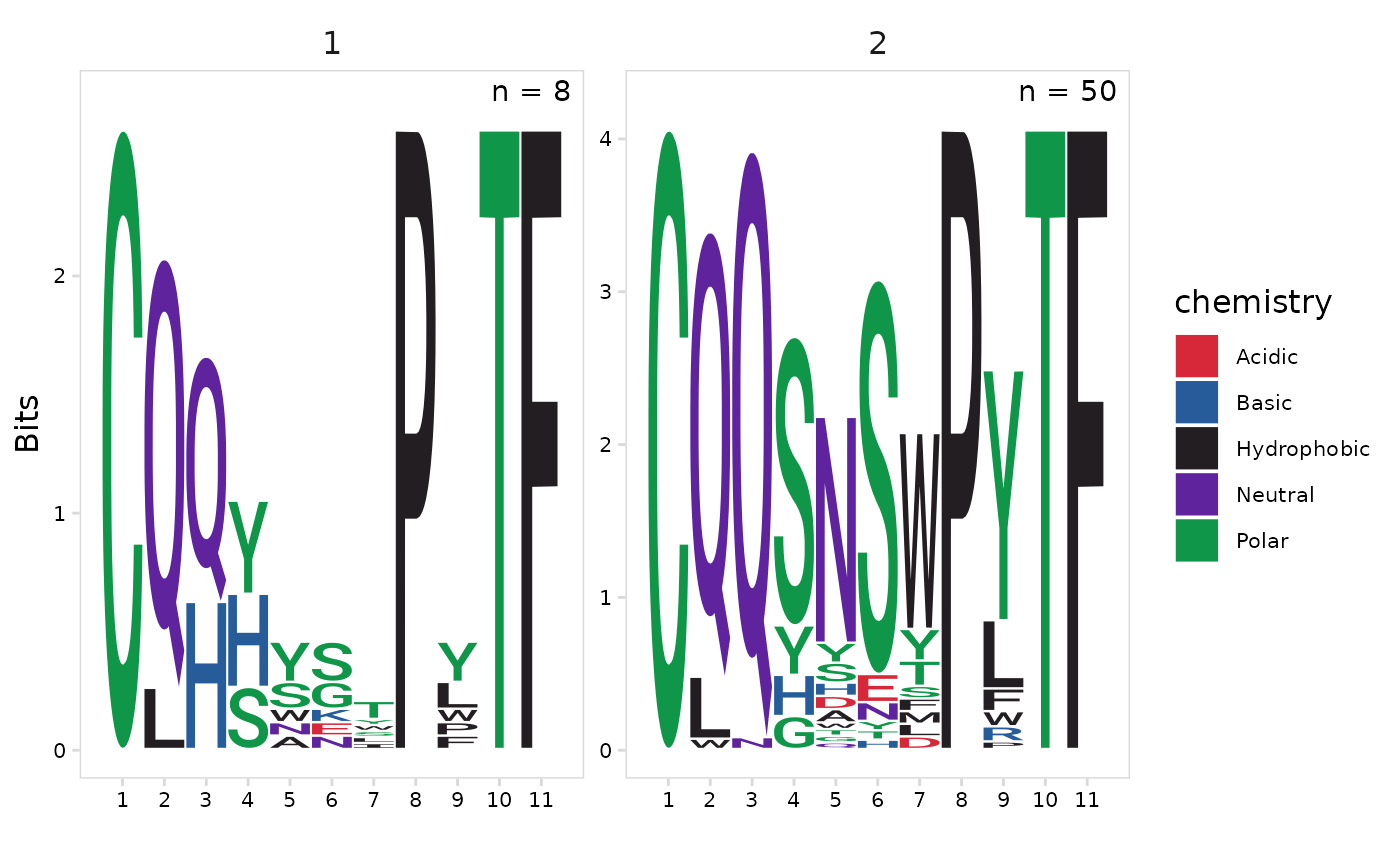 1
2
n = 8
n = 50
Bits
2
1
0
4
3
2
1
0
C
Q L
Q H
Y H S
Y S W N A
S G K E N
T Y W S
P
Y L W P F
T
F
C
Q L W
Q N
S Y H G
N Y S H D A W T G
S E N Y T H
W Y T S F M L D
P
Y L F W R P
T
F
1 2 3 4 5 6 7 8 9 10 11
1 2 3 4 5 6 7 8 9 10 11
chemistry
Acidic
Basic
Hydrophobic
Neutral
Polar